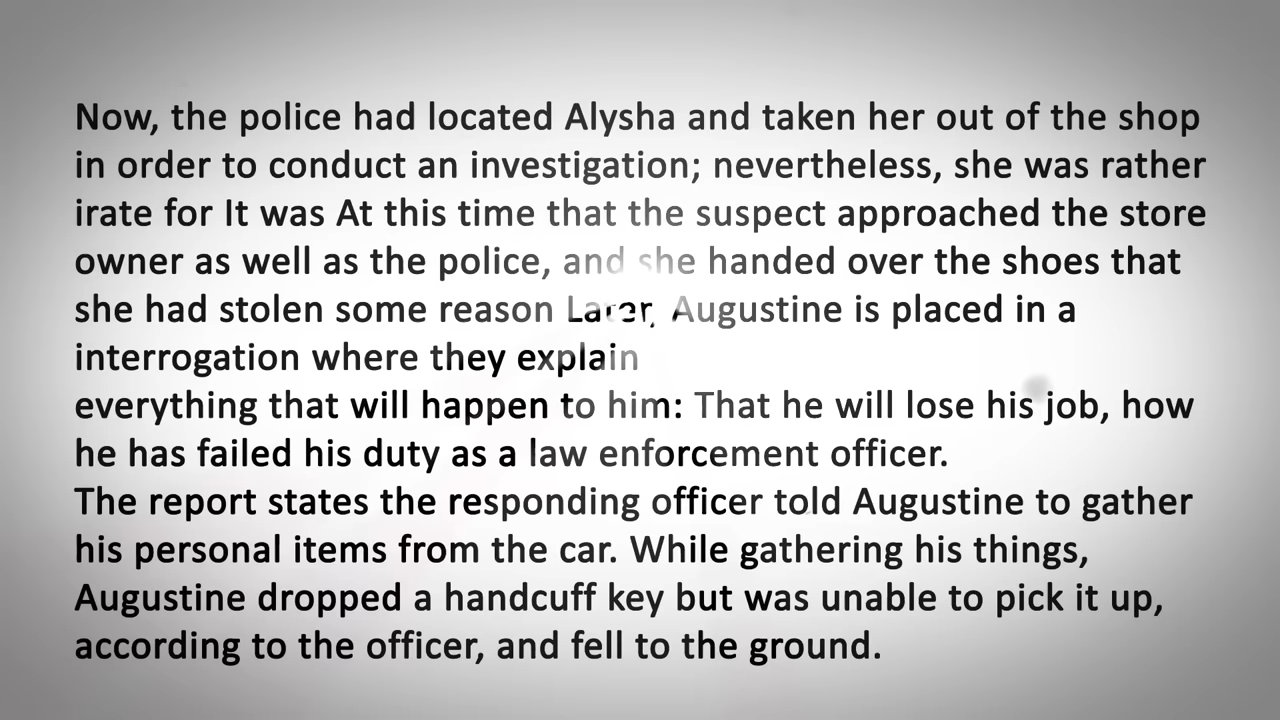 Now, the police had located Alysha and taken her out of the shop
in order to conduct an investigation; nevertheless, she was rather
irate for It was At this time that the suspect approached the store
owner as well as the police, and she handed over the shoes that
she had stolen some reason Later, Augustine is placed in a
interrogation where they explain
everything that will happen to him: That he will lose his job, how
he has failed his duty as a law enforcement officer.
The report states the responding officer told Augustine to gather
his personal items from the car. While gathering his things,
Augustine dropped a handcuff key but was unable to pick it up,
according to the officer, and fell to the ground.